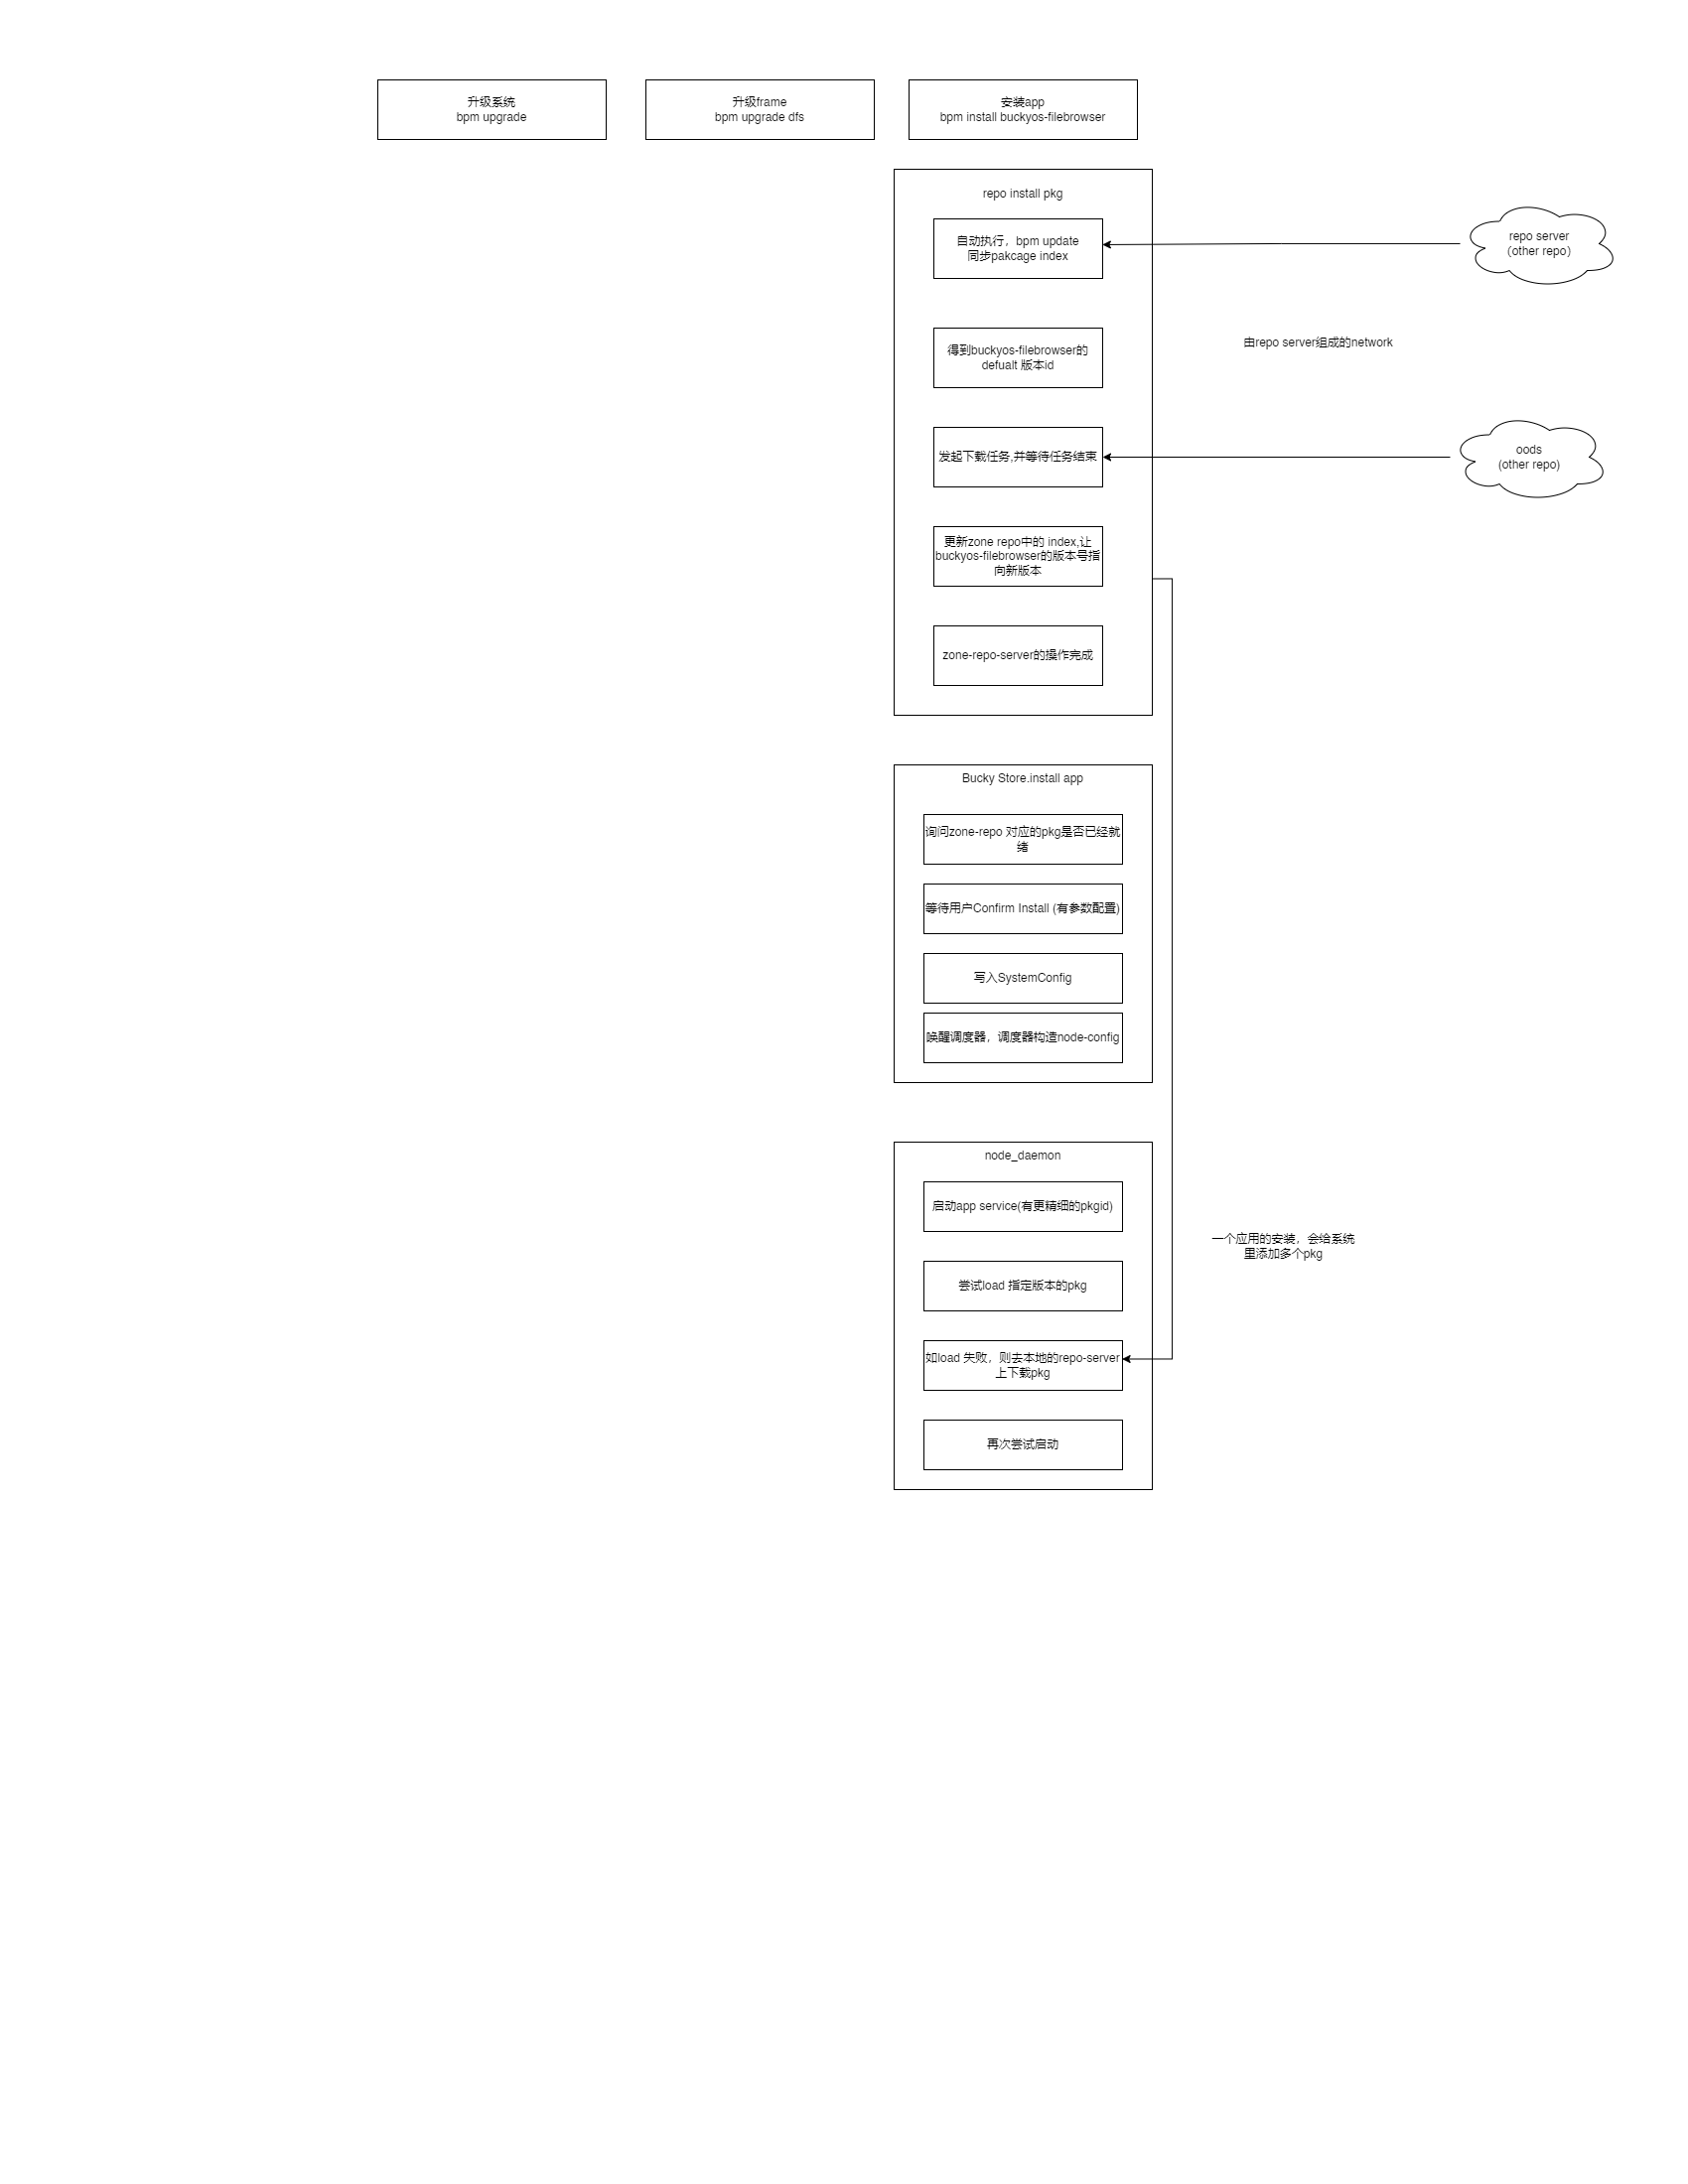 升级系统
bpm upgrade
升级frame
bpm upgrade dfs
安装app
bpm install buckyos-filebrowser
repo install pkg
自动执行，bpm update
同步pakcage index
repo server
(other repo)
得到buckyos-filebrowser的
defualt 版本id
由repo server组成的network
发起下载任务,并等待任务结束
oods
(other repo)
更新zone repo中的 index,让
buckyos-filebrowser的版本号指
向新版本
zone-repo-server的操作完成
Bucky Store.install app
询问zone-repo 对应的pkg是否已经就
绪
等待用户Confirm Install (有参数配置)
写入SystemConfig
唤醒调度器，调度器构造node-config
node_daemon
启动app service(有更精细的pkgid)
一个应用的安装，会给系统
里添加多个pkg
尝试load 指定版本的pkg
如load 失败，则去本地的repo-server
上下载pkg
再次尝试启动